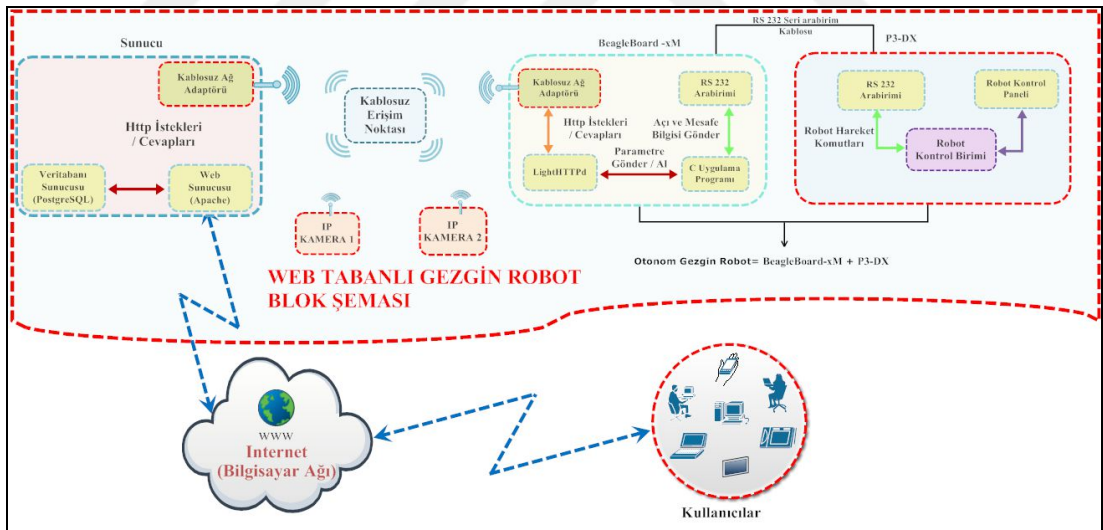 Sunucu
Kablosuz Ağ
Adaptörü
Http İstekleri
/ Cevapları
Veritabanı
Sunucusu
(PostgreSQL)
Web
Sunucusu
(Apache)
Kablosuz
Erişim
Noktası
IP
KAMERA 1
IP
KAMERA 2
BeagleBoard -xM
Kablosuz Ağ
Adaptörü
RS 232
Arabirimi
Http İstekleri
/ Cevapları
Açı ve Mesafe
Bilgisi Gönder
Parametre
Gönder / Al
LightHTTPd
C Uygulama
Programı
RS 232 Seri arabirim
Kablosu
P3-DX
RS 232
Arabirimi
Robot Kontrol
Paneli
Robot Hareket
Komutları
Robot
Kontrol Birimi
Otonom Gezgin Robot= BeagleBoard-xM + P3-DX
WEB TABANLI GEZGİN ROBOT
BLOK ŞEMASI
WWW
Internet
(Bilgisayar Ağı)
Kullanıcılar